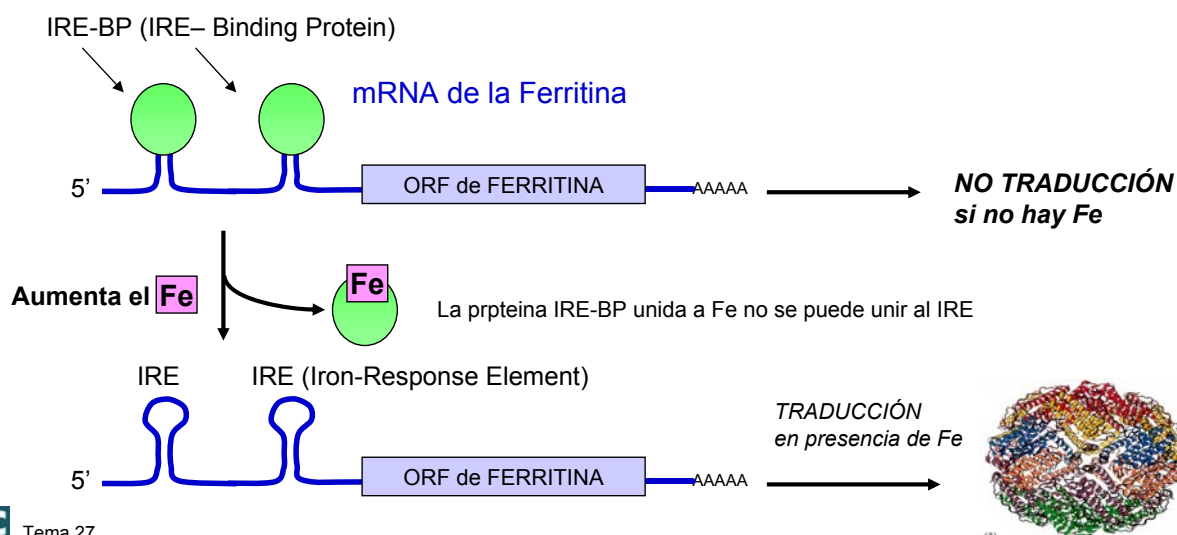 IRE-BP (IRE– Binding Protein)
mRNA de la Ferritina
5’
ORF de FERRITINA
AAAAA
NO TRADUCCIÓN
si no hay Fe
Aumenta el Fe
Fe
La prpteina IRE-BP unida a Fe no se puede unir al IRE
IRE
IRE (Iron-Response Element)
TRADUCCIÓN
en presencia de Fe
5’
ORF de FERRITINA
AAAAA
Tema 27